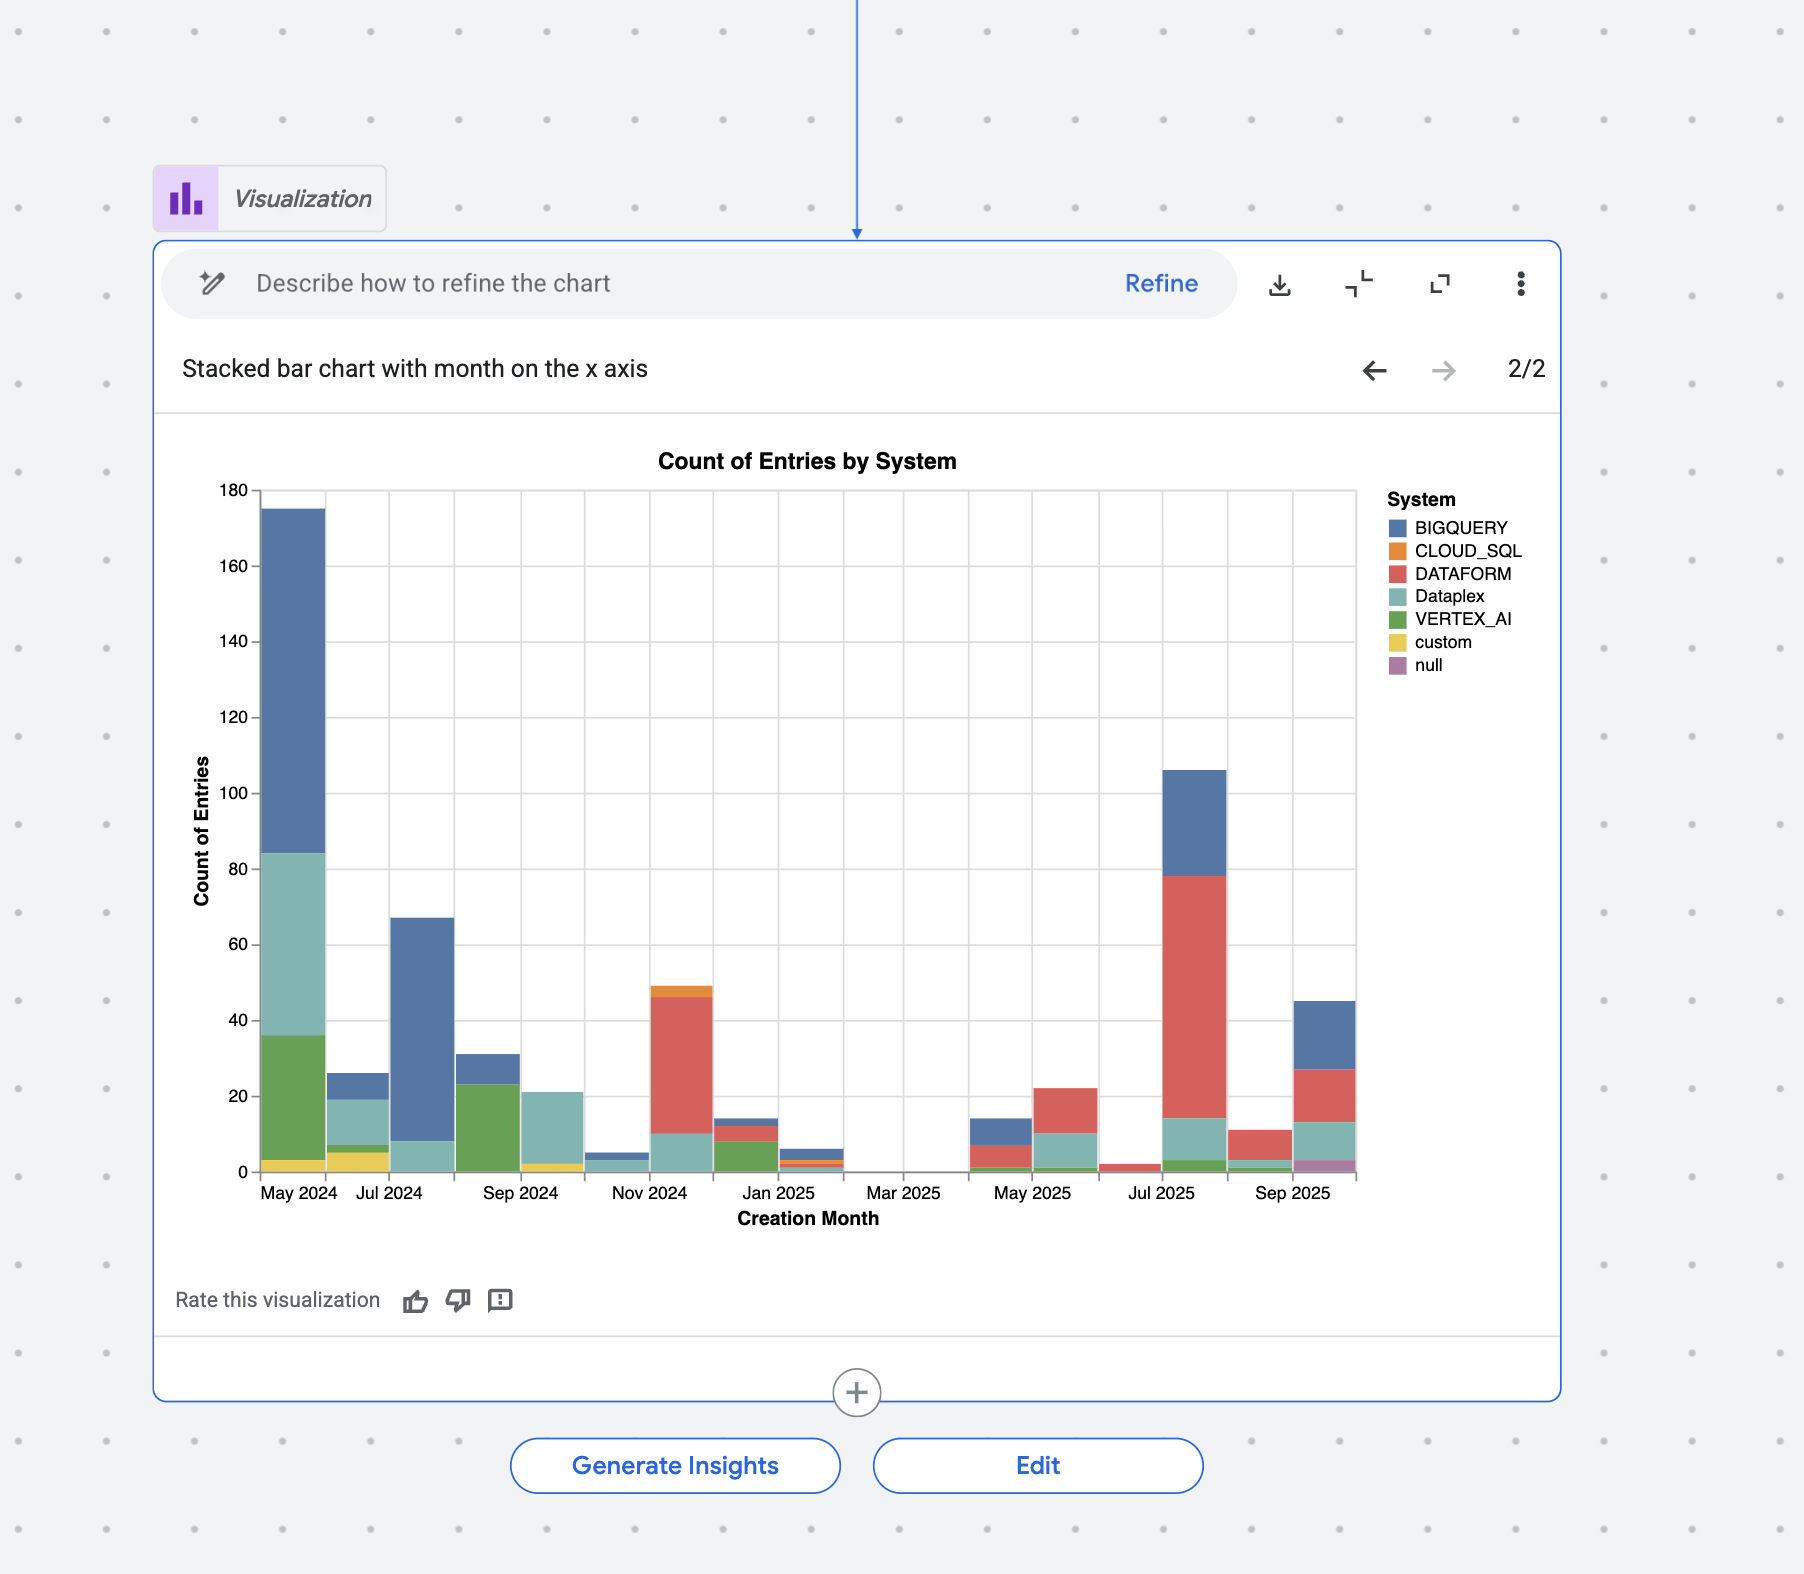 Visualization
Describe how to refine the chart
Refine
Stacked bar chart with month on the x axis
2/2
Count of Entries by System
180
160
140
120
100
80
60
40
20
0
Count of Entries
May 2024 Jul 2024 Sep 2024 Nov 2024 Jan 2025 Mar 2025 May 2025 Jul 2025 Sep 2025
Creation Month
System
BIGQUERY
CLOUD_SQL
DATAFORM
Dataplex
VERTEX_AI
custom
null
Rate this visualization
Generate Insights
Edit